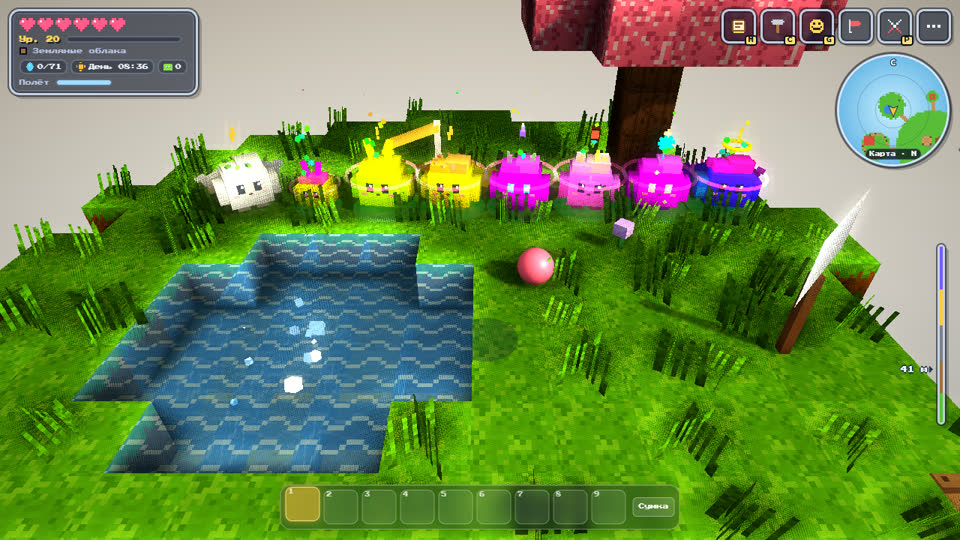 Ур. 20
Земляные облака
0/71 День 08:36 0
Полёт
M C G P
С
Карта · M
41 м
1 2 3 4 5 6 7 8 9 Сумка